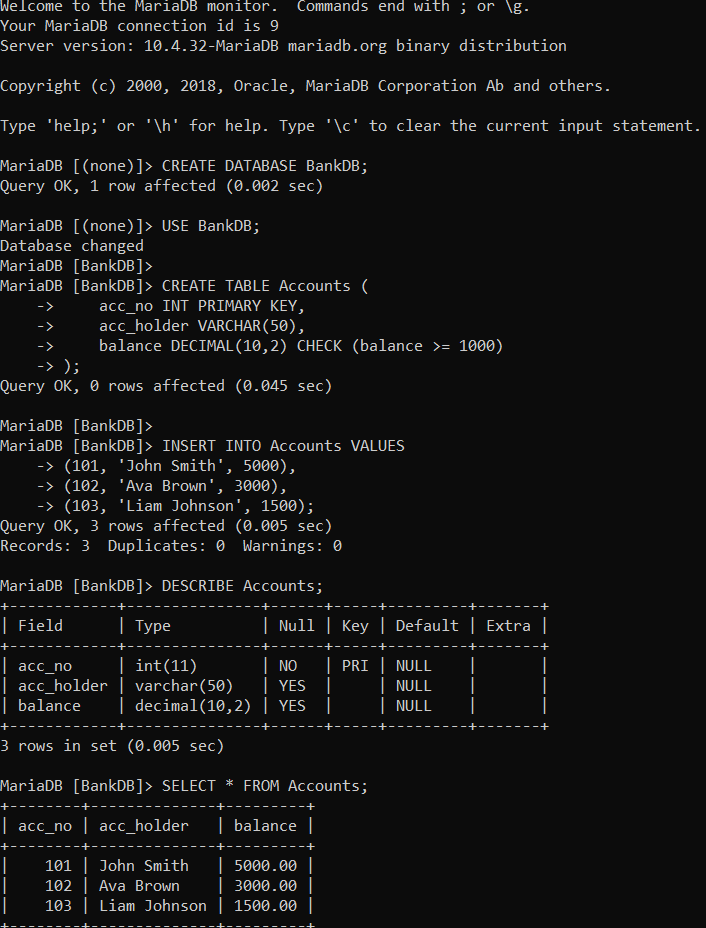 Welcome to the MariaDB monitor.  Commands end with ; or \g.
Your MariaDB connection id is 9
Server version: 10.4.32-MariaDB mariadb.org binary distribution

Copyright (c) 2000, 2018, Oracle, MariaDB Corporation Ab and others.

Type 'help;' or '\h' for help. Type '\c' to clear the current input statement.

MariaDB [(none)]> CREATE DATABASE BankDB;
Query OK, 1 row affected (0.002 sec)

MariaDB [(none)]> USE BankDB;
Database changed
MariaDB [BankDB]>
MariaDB [BankDB]> CREATE TABLE Accounts (
    ->     acc_no INT PRIMARY KEY,
    ->     acc_holder VARCHAR(50),
    ->     balance DECIMAL(10,2) CHECK (balance >= 1000)
    -> );
Query OK, 0 rows affected (0.045 sec)

MariaDB [BankDB]>
MariaDB [BankDB]> INSERT INTO Accounts VALUES
    -> (101, 'John Smith', 5000),
    -> (102, 'Ava Brown', 3000),
    -> (103, 'Liam Johnson', 1500);
Query OK, 3 rows affected (0.005 sec)
Records: 3  Duplicates: 0  Warnings: 0

MariaDB [BankDB]> DESCRIBE Accounts;
+------------+---------------+------+-----+---------+-------+
| Field      | Type          | Null | Key | Default | Extra |
+------------+---------------+------+-----+---------+-------+
| acc_no     | int(11)       | NO   | PRI | NULL    |       |
| acc_holder | varchar(50)   | YES  |     | NULL    |       |
| balance    | decimal(10,2) | YES  |     | NULL    |       |
+------------+---------------+------+-----+---------+-------+
3 rows in set (0.005 sec)

MariaDB [BankDB]> SELECT * FROM Accounts;
+--------+--------------+---------+
| acc_no | acc_holder   | balance |
+--------+--------------+---------+
|    101 | John Smith   | 5000.00 |
|    102 | Ava Brown    | 3000.00 |
|    103 | Liam Johnson | 1500.00 |
+--------+--------------+---------+